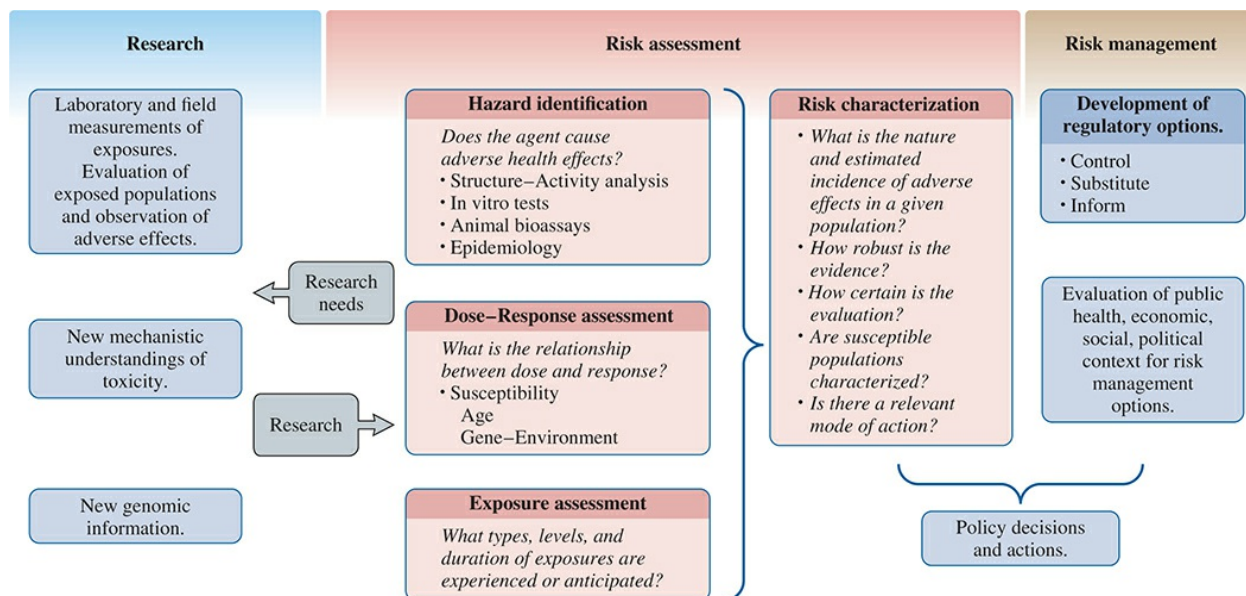 Research
Laboratory and field
measurements of
exposures.
Evaluation of
exposed populations
and observation of
adverse effects.
New mechanistic
understandings of
toxicity.
New genomic
information.
Research
needs
Research
Risk assessment
Hazard identification
Does the agent cause
adverse health effects?
• Structure–Activity analysis
• In vitro tests
• Animal bioassays
• Epidemiology
Dose–Response assessment
What is the relationship
between dose and response?
• Susceptibility
Age
Gene–Environment
Exposure assessment
What types, levels, and
duration of exposures are
experienced or anticipated?
Risk characterization
• What is the nature
and estimated
incidence of adverse
effects in a given
population?
• How robust is the
evidence?
• How certain is the
evaluation?
• Are susceptible
populations
characterized?
• Is there a relevant
mode of action?
Risk management
Development of
regulatory options.
• Control
• Substitute
• Inform
Evaluation of public
health, economic,
social, political
context for risk
management
options.
Policy decisions
and actions.